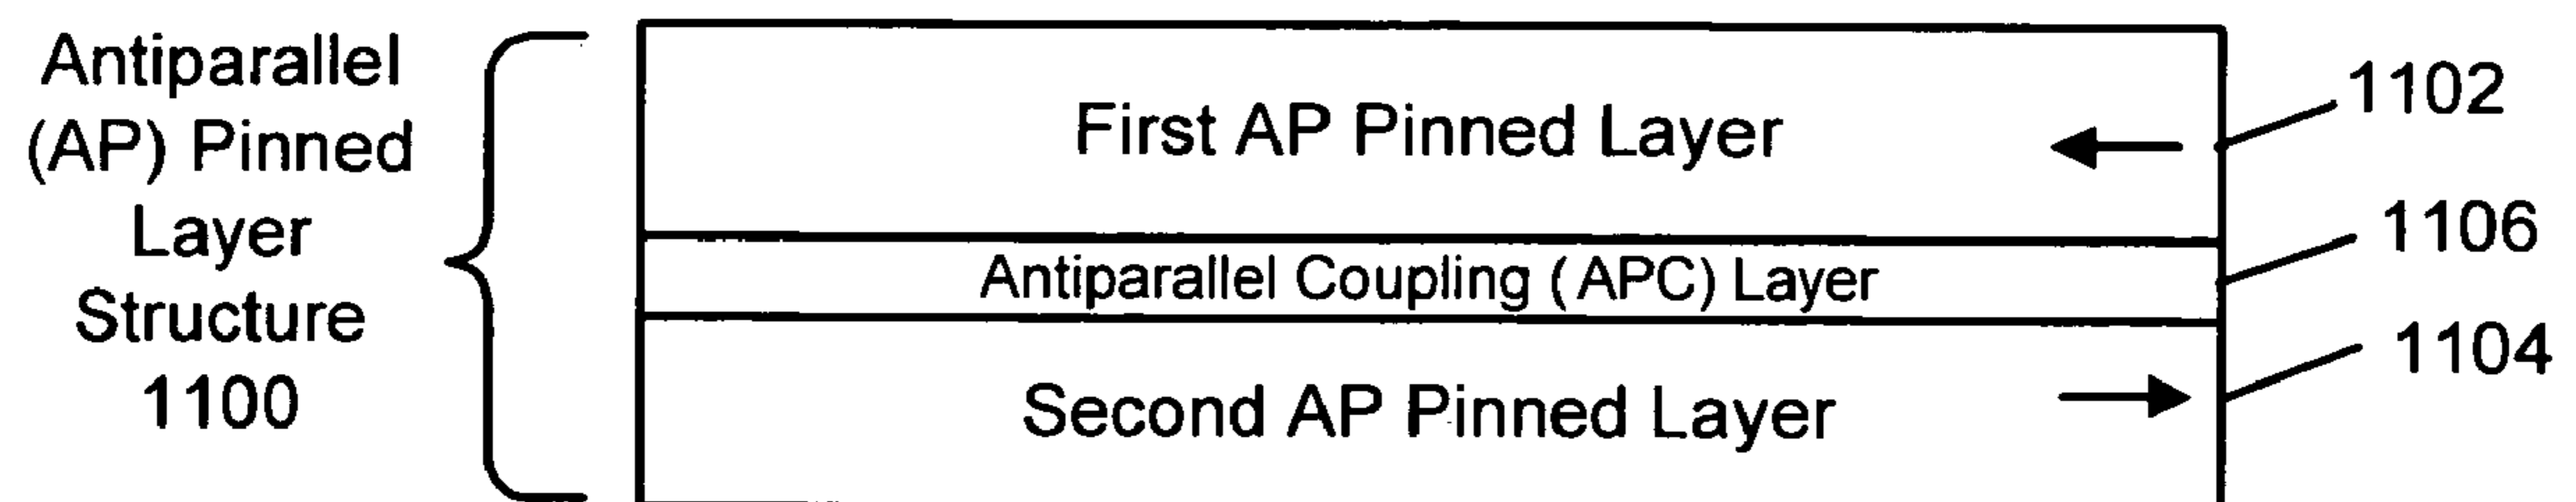 Antiparallel
(AP) Pinned
Layer
Structure
1100
First AP Pinned Layer
1102
Antiparallel Coupling (APC) Layer
1106
Second AP Pinned Layer
1104